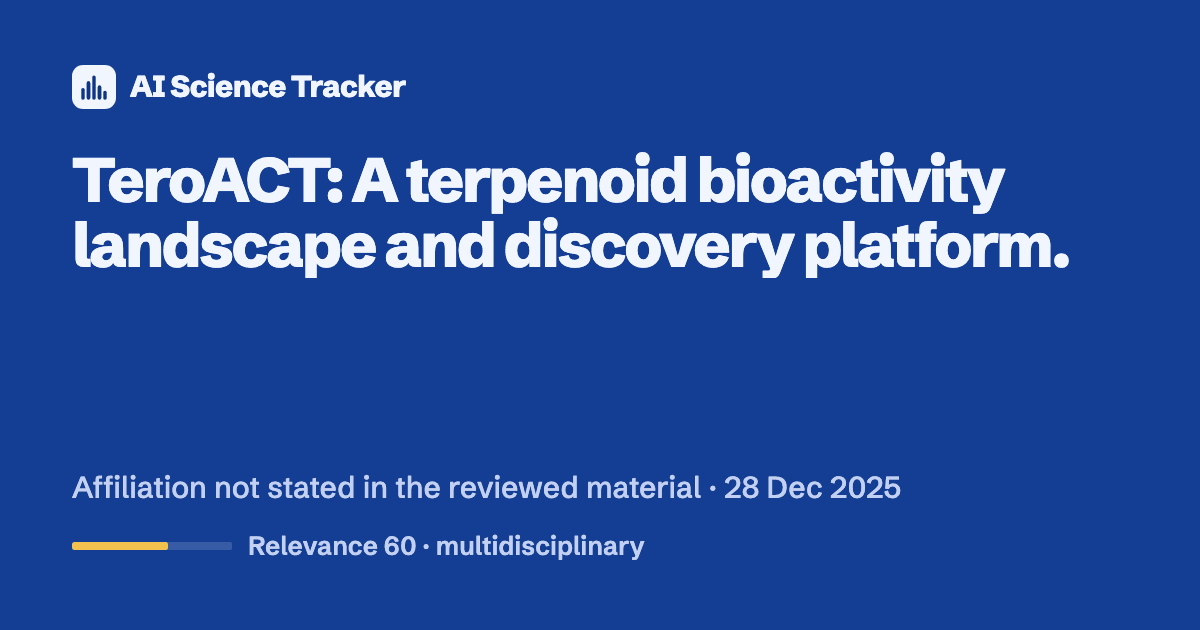 AI Science Tracker
TeroACT: A terpenoid bioactivity
landscape and discovery platform.
Affiliation not stated in the reviewed material · 28 Dec 2025
Relevance 60 · multidisciplinary